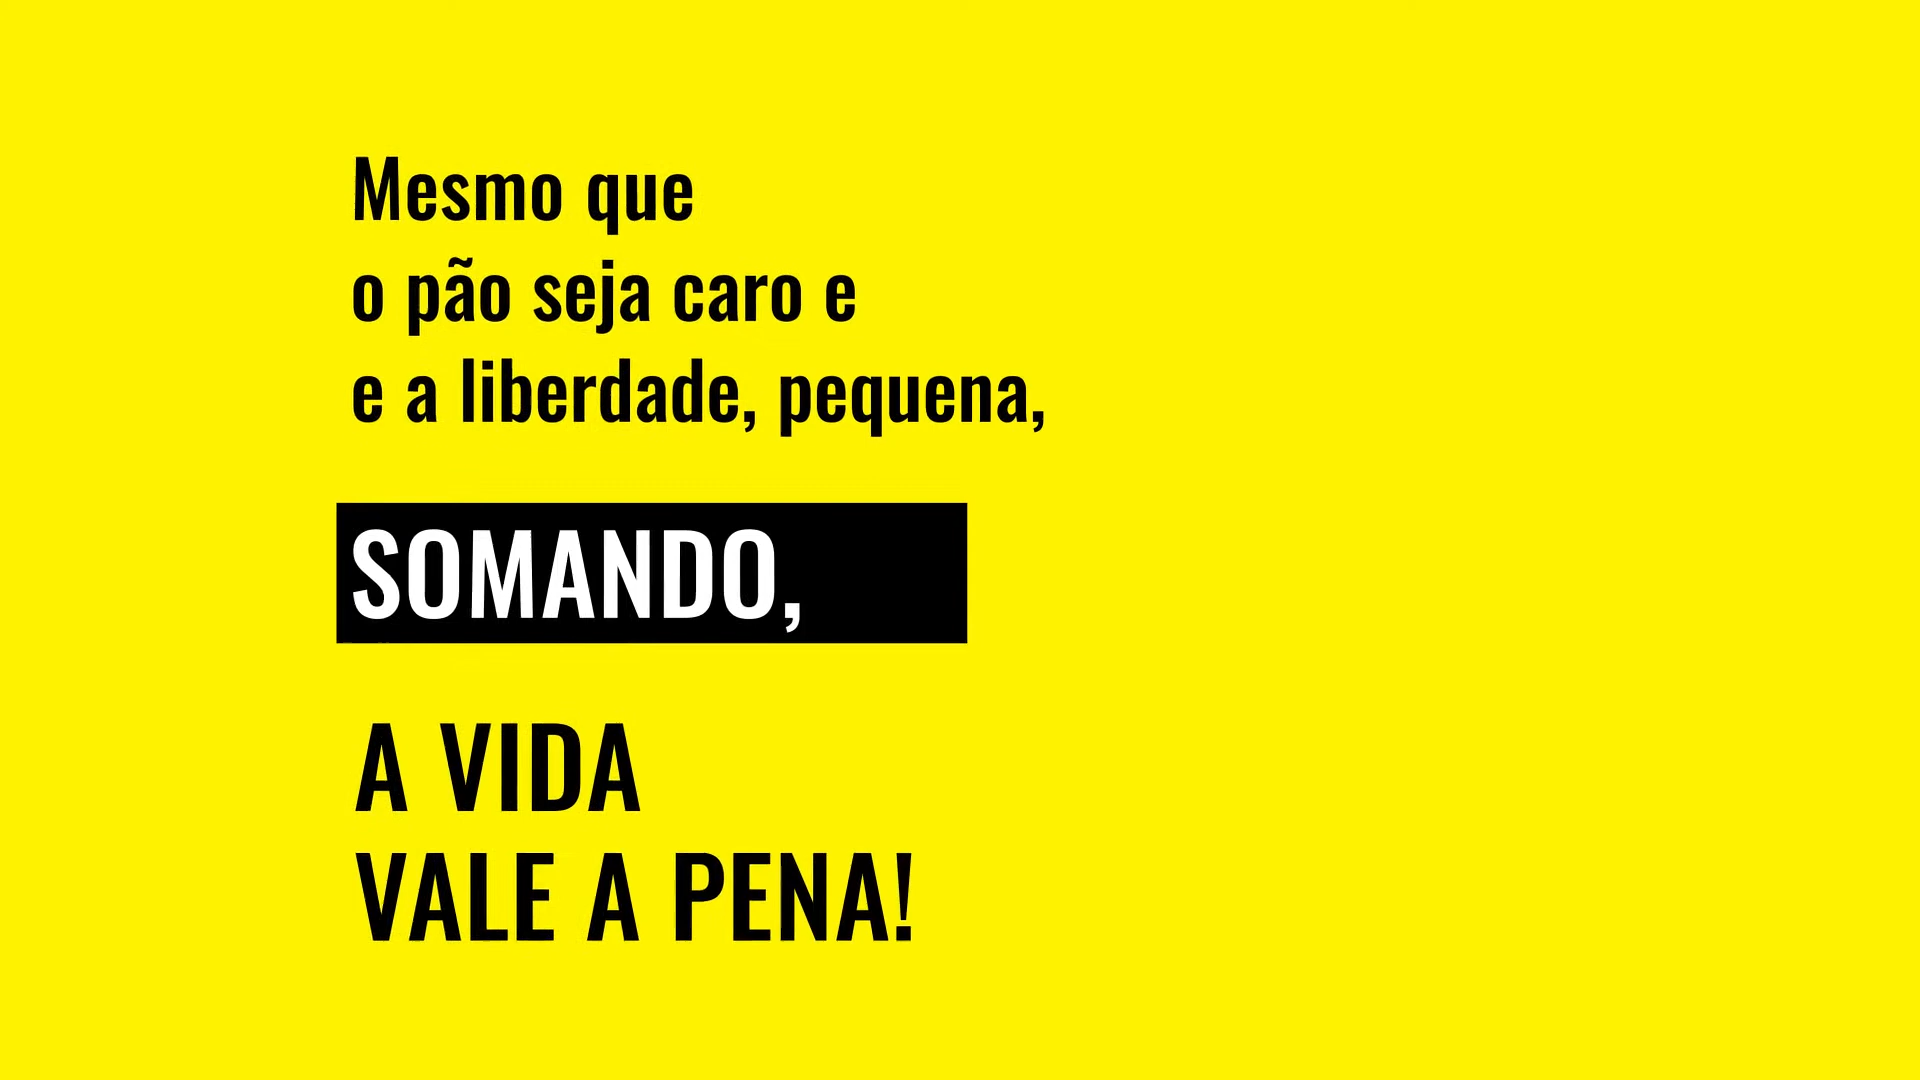 Mesmo que
o pão seja caro e
e a liberdade, pequena,
SOMANDO,
A VIDA
VALE A PENA!